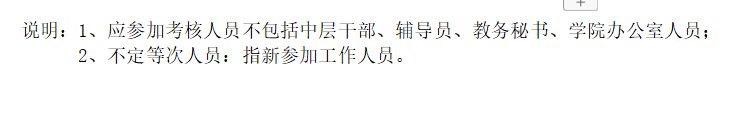 说明：1、应参加考核人员不包括中层干部、辅导员、教务秘书、学院办公室人员；
2、不定等次人员：指新参加工作人员。